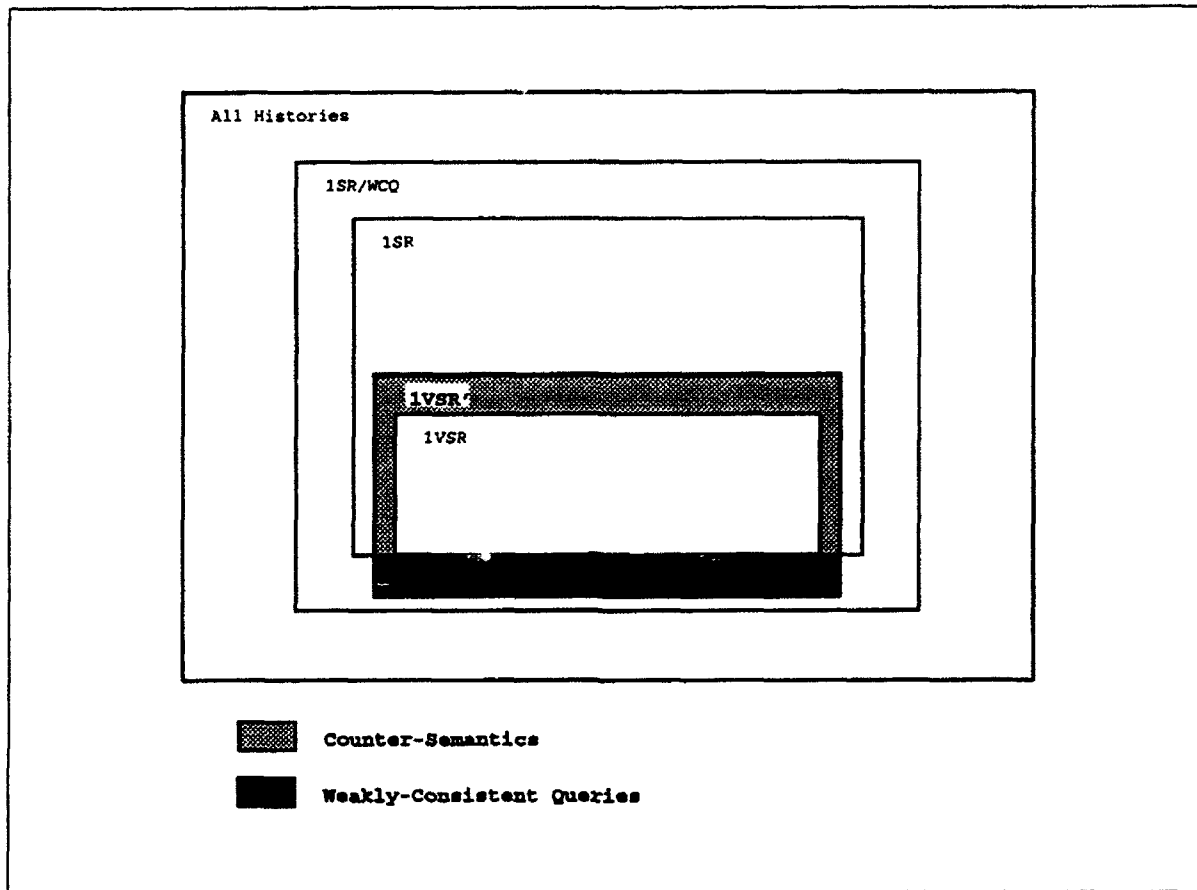 All Histories
1SR/WCQ
1SR
1VSR'
1VSR
Counter-Semantics
Weakly-Consistent Queries